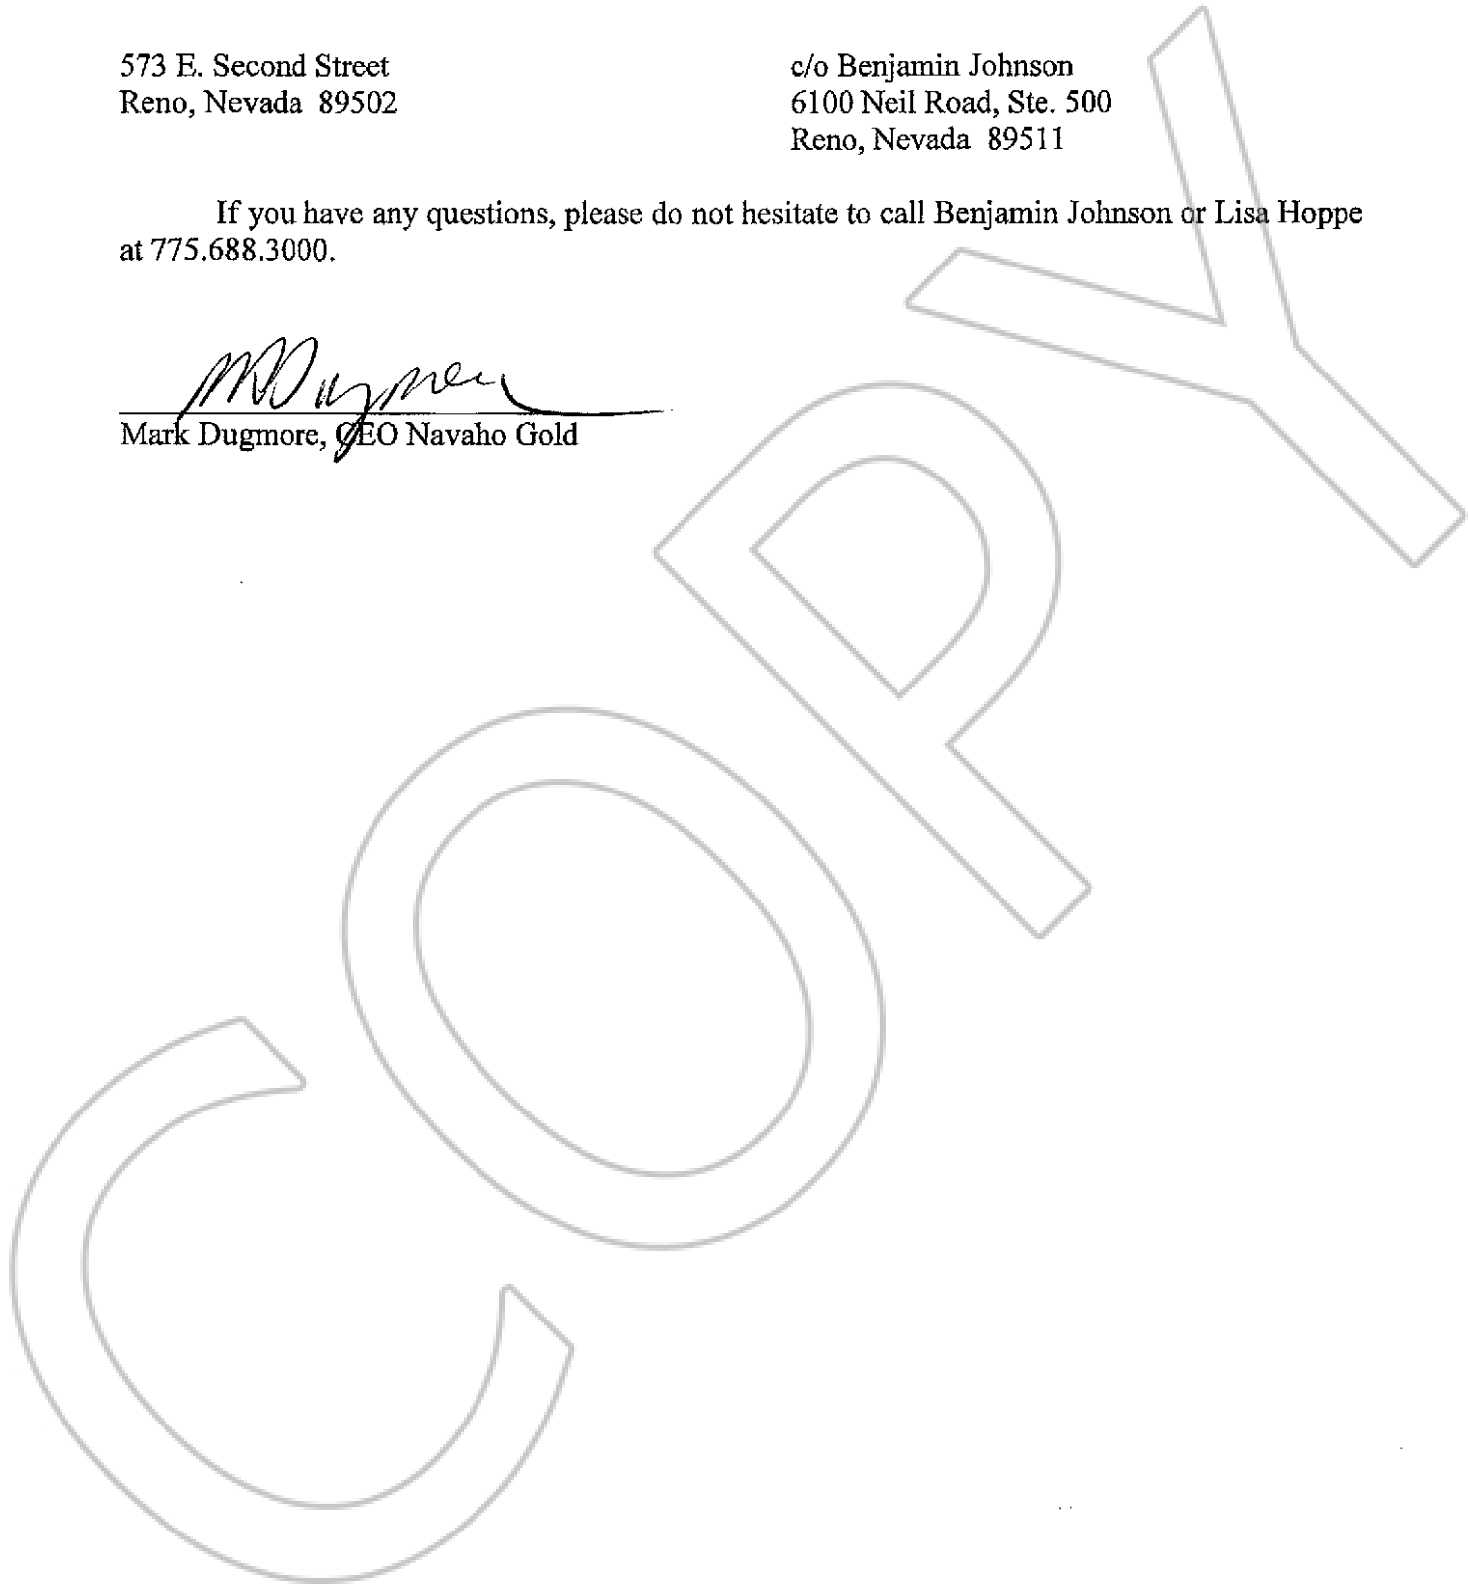 573 E. Second Street
Reno, Nevada 89502
c/o Benjamin Johnson
6100 Neil Road, Ste. 500
Reno, Nevada 89511
If you have any questions, please do not hesitate to call Benjamin Johnson or Lisa Hoppe
at 775.688.3000.
Mark Dugmore, CEO Navaho Gold
COPY